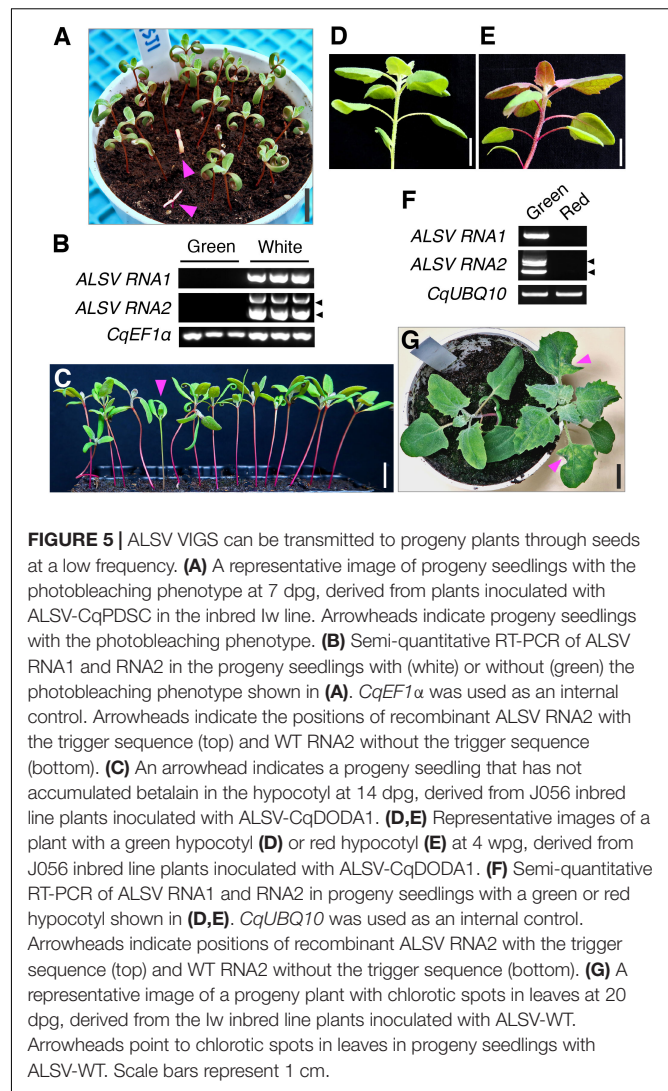 A
D
E
F
Green
Red
ALSV RNA1
ALSV RNA2
CqUBQ10
B
Green
White
ALSV RNA1
ALSV RNA2
CqEF1α
C
G
FIGURE 5 | ALSV VIGS can be transmitted to progeny plants through seeds
at a low frequency. (A) A representative image of progeny seedlings with the
photobleaching phenotype at 7 dpg, derived from plants inoculated with
ALSV-CqPDSC in the inbred Iw line. Arrowheads indicate progeny seedlings
with the photobleaching phenotype. (B) Semi-quantitative RT-PCR of ALSV
RNA1 and RNA2 in the progeny seedlings with (white) or without (green) the
photobleaching phenotype shown in (A). CqEF1α was used as an internal
control. Arrowheads indicate the positions of recombinant ALSV RNA2 with
the trigger sequence (top) and WT RNA2 without the trigger sequence
(bottom). (C) An arrowhead indicates a progeny seedling that has not
accumulated betalain in the hypocotyl at 14 dpg, derived from J056 inbred
line plants inoculated with ALSV-CqDODA1. (D,E) Representative images of a
plant with a green hypocotyl (D) or red hypocotyl (E) at 4 wpg, derived from
J056 inbred line plants inoculated with ALSV-CqDODA1. (F) Semi-quantitative
RT-PCR of ALSV RNA1 and RNA2 in progeny seedlings with a green or red
hypocotyl shown in (D,E). CqUBQ10 was used as an internal control.
Arrowheads indicate positions of recombinant ALSV RNA2 with the trigger
sequence (top) and WT RNA2 without the trigger sequence (bottom). (G) A
representative image of a progeny plant with chlorotic spots in leaves at 20
dpg, derived from the Iw inbred line plants inoculated with ALSV-WT.
Arrowheads point to chlorotic spots in leaves in progeny seedlings with
ALSV-WT. Scale bars represent 1 cm.